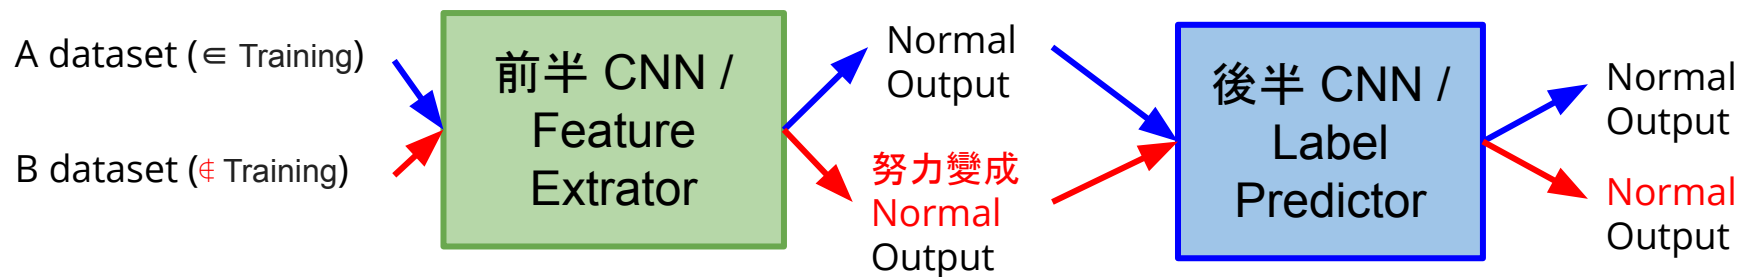 A dataset (∈ Training)
B dataset (∉ Training)
前半 CNN /
Feature
Extrator
Normal
Output
努力變成
Normal
Output
後半 CNN /
Label
Predictor
Normal
Output
Normal
Output